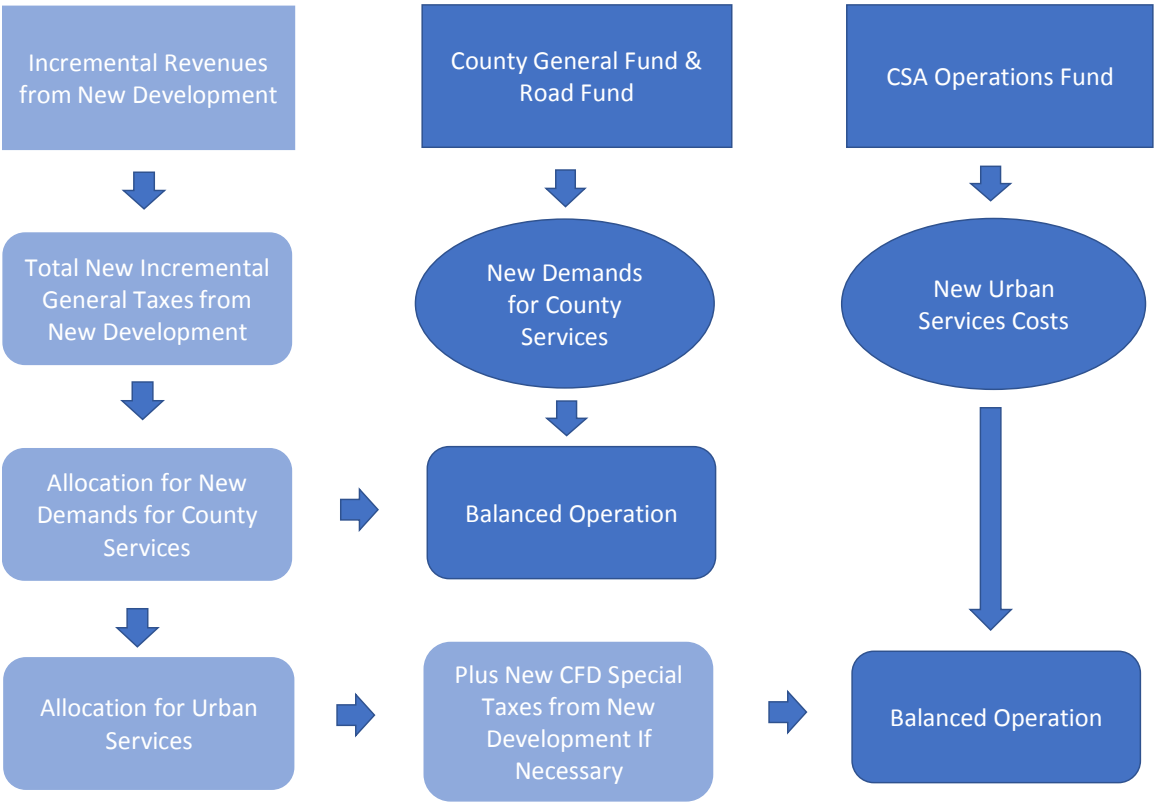 Incremental Revenues
from New Development
County General Fund &
Road Fund
CSA Operations Fund
Total New Incremental
General Taxes from
New Development
New Demands
for County
Services
New Urban
Services Costs
Allocation for New
Demands for County
Services
Balanced Operation
Allocation for Urban
Services
Plus New CFD Special
Taxes from New
Development If
Necessary
Balanced Operation